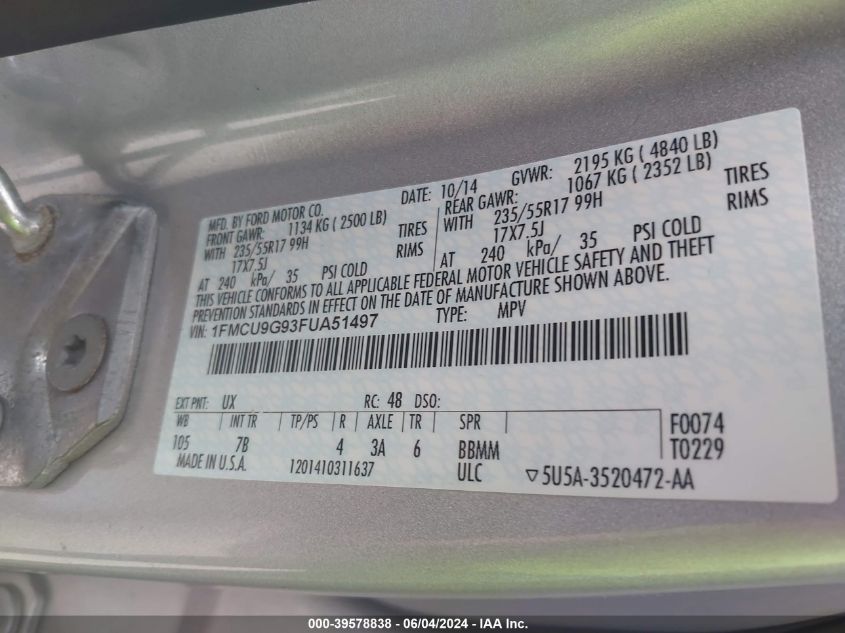 MFD. BY FORD MOTOR CO. DATE: 10/14 GVWR: 2195 KG ( 4840 LB)
FRONT GAWR: 1134 KG ( 2500 LB) REAR GAWR: 1067 KG ( 2352 LB)
WITH 235/55R17 99H TIRES WITH 235/55R17 99H TIRES
17X7.5J RIMS 17X7.5J RIMS
AT 240 kPa/ 35 PSI COLD AT 240 kPa/ 35 PSI COLD
THIS VEHICLE CONFORMS TO ALL APPLICABLE FEDERAL MOTOR VEHICLE SAFETY AND THEFT
PREVENTION STANDARDS IN EFFECT ON THE DATE OF MANUFACTURE SHOWN ABOVE.
VIN: 1FMCU9G93FUA51497 TYPE: MPV
EXT PNT: UX RC: 48 DSO:
WB INT TR TP/PS R AXLE TR SPR F0074
105 7B 4 3A 6 BBMM T0229
MADE IN U.S.A. 1201410311637 ULC ▽5U5A-3520472-AA
000-39578838 - 06/04/2024 - IAA Inc.